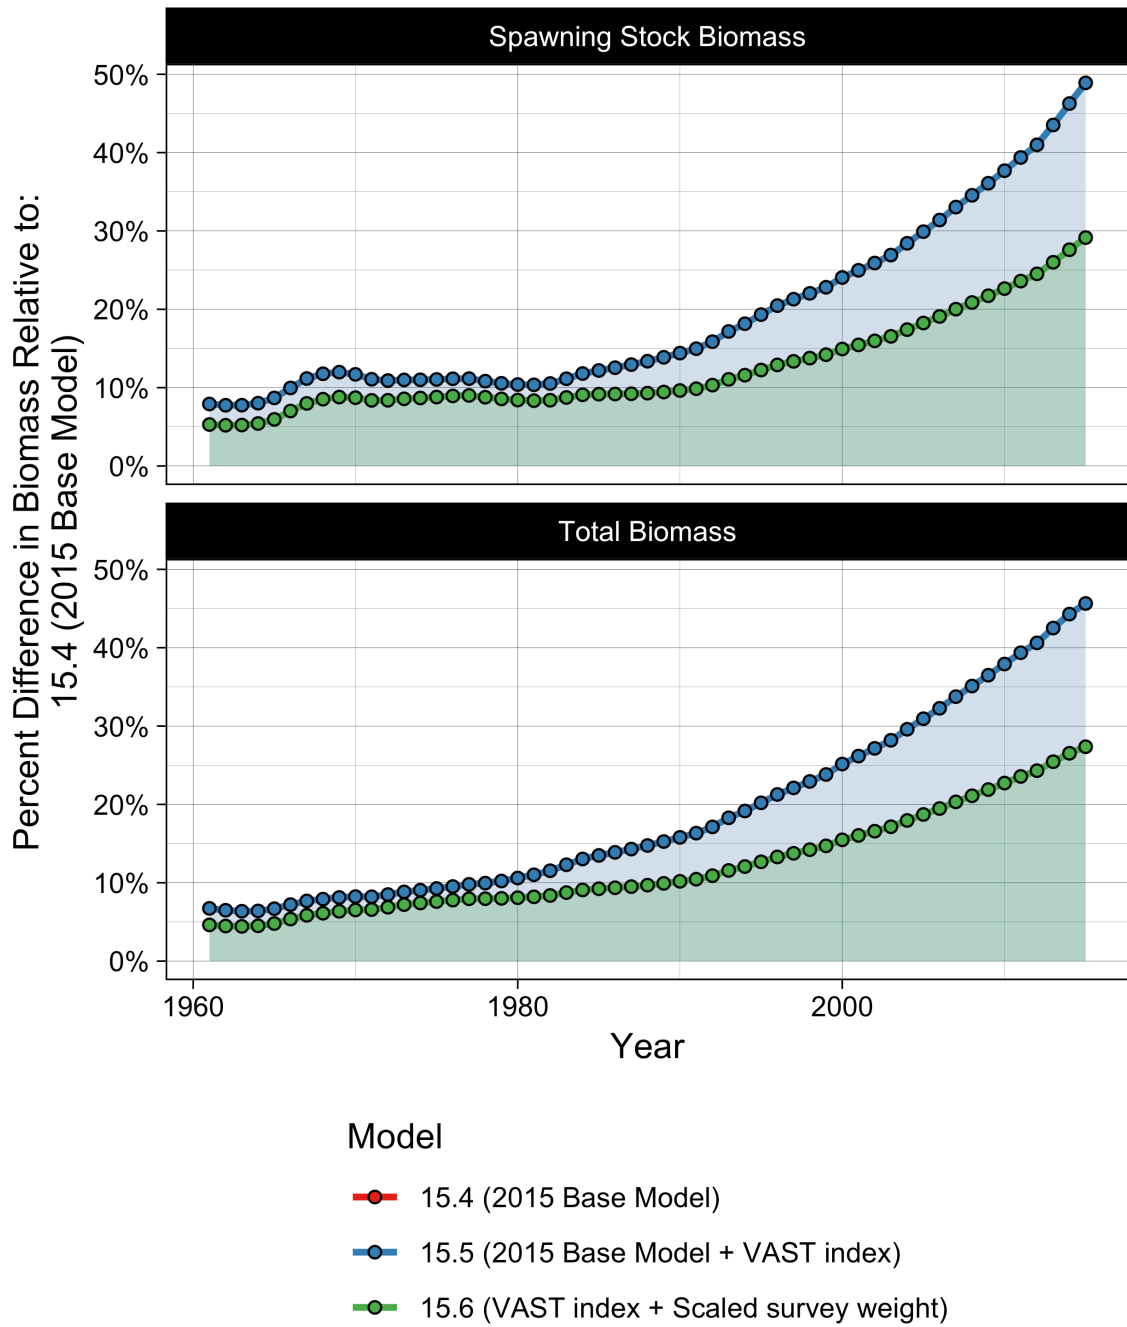 Spawning Stock Biomass
50%
40%
30%
20%
10%
0%
Total Biomass
50%
40%
30%
20%
10%
0%
1960 1980 2000
Year
Percent Difference in Biomass Relative to:
15.4 (2015 Base Model)
Model
15.4 (2015 Base Model)
15.5 (2015 Base Model + VAST index)
15.6 (VAST index + Scaled survey weight)